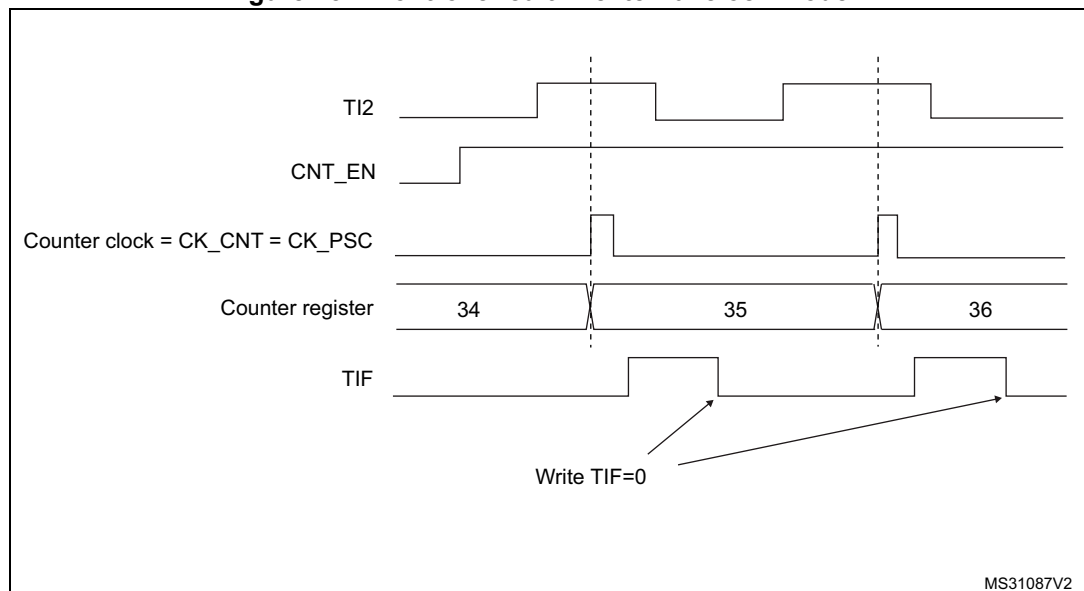 TI2
CNT_EN
Counter clock = CK_CNT = CK_PSC
Counter register
34
35
36
TIF
Write TIF=0
MS31087V2